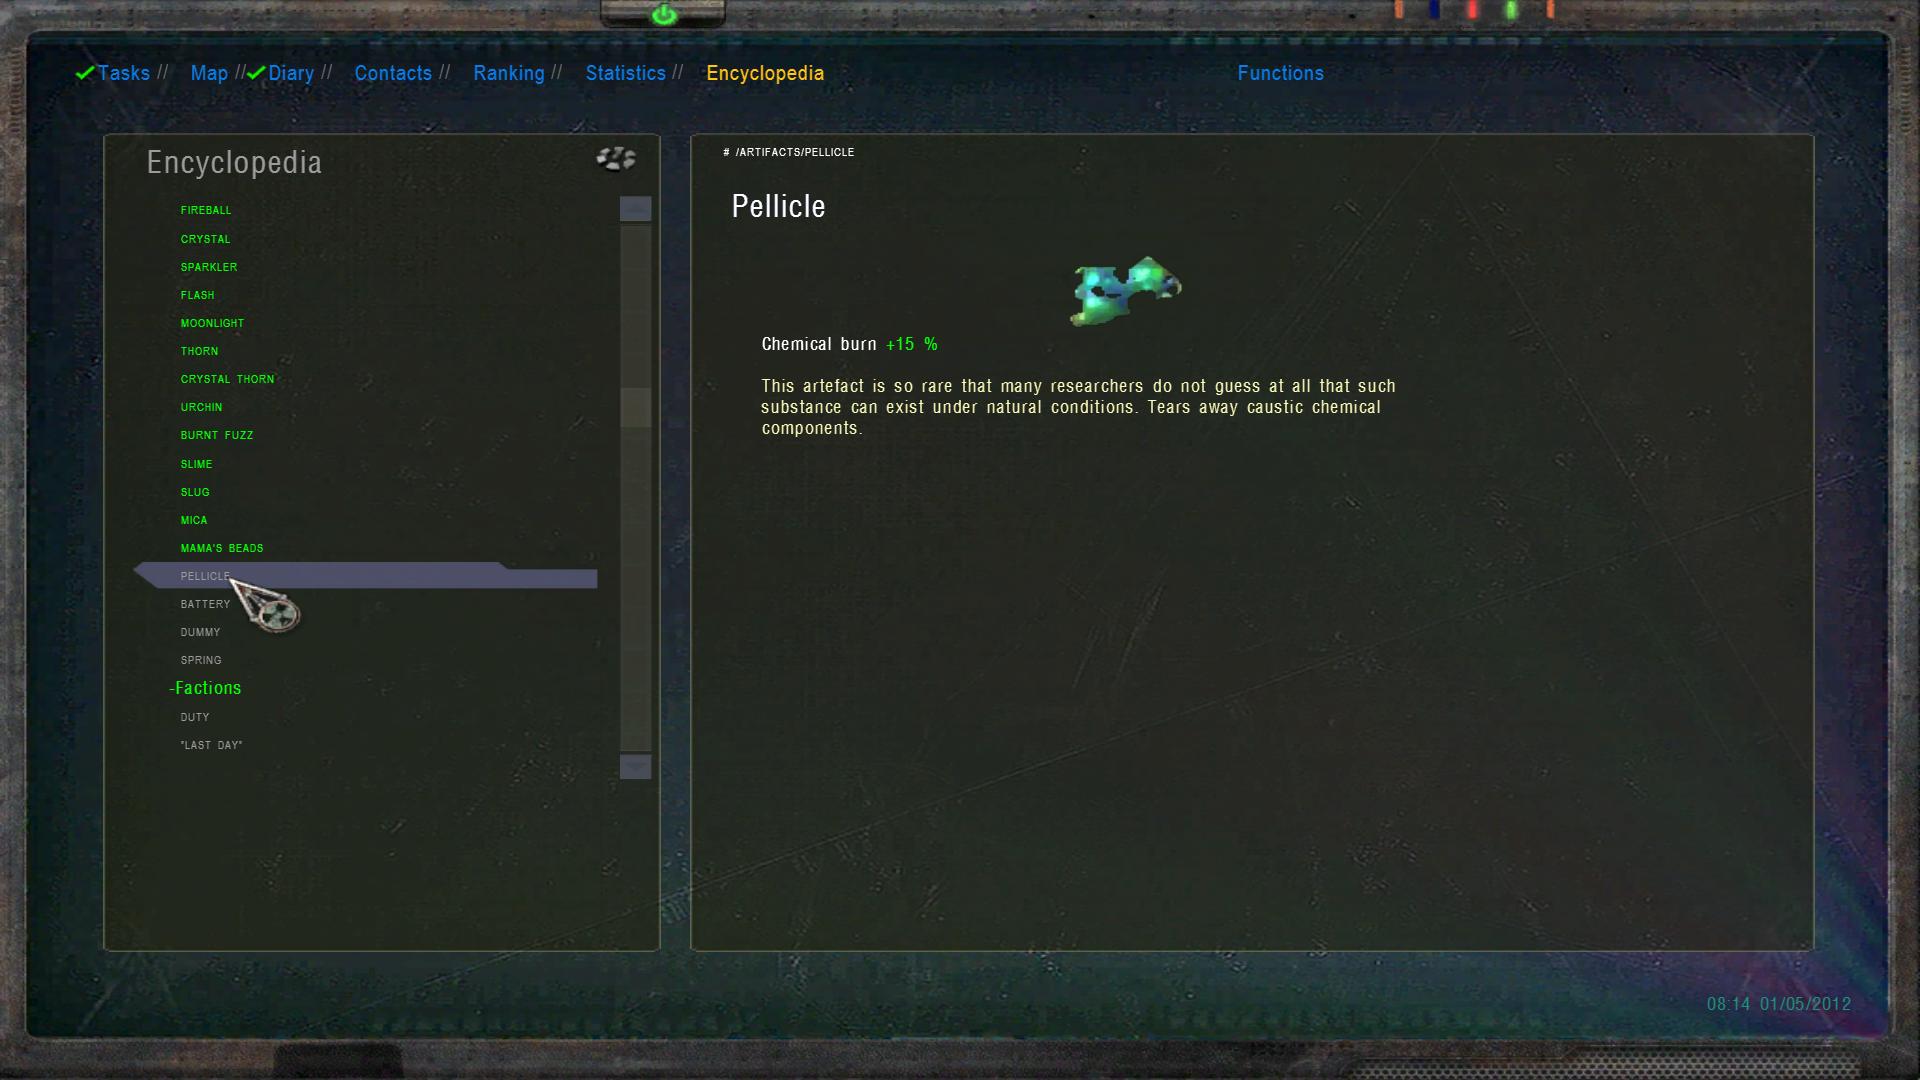 Tasks // Map // Diary // Contacts // Ranking // Statistics // Encyclopedia Functions
Encyclopedia
FIREBALL
CRYSTAL
SPARKLER
FLASH
MOONLIGHT
THORN
CRYSTAL THORN
URCHIN
BURNT FUZZ
SLIME
SLUG
MICA
MAMA'S BEADS
PELLICLE
BATTERY
DUMMY
SPRING
-Factions
DUTY
"LAST DAY"
# /ARTIFACTS/PELLICLE
Pellicle
Chemical burn +15 %
This artefact is so rare that many researchers do not guess at all that such
substance can exist under natural conditions. Tears away caustic chemical
components.
08:14 01/05/2012